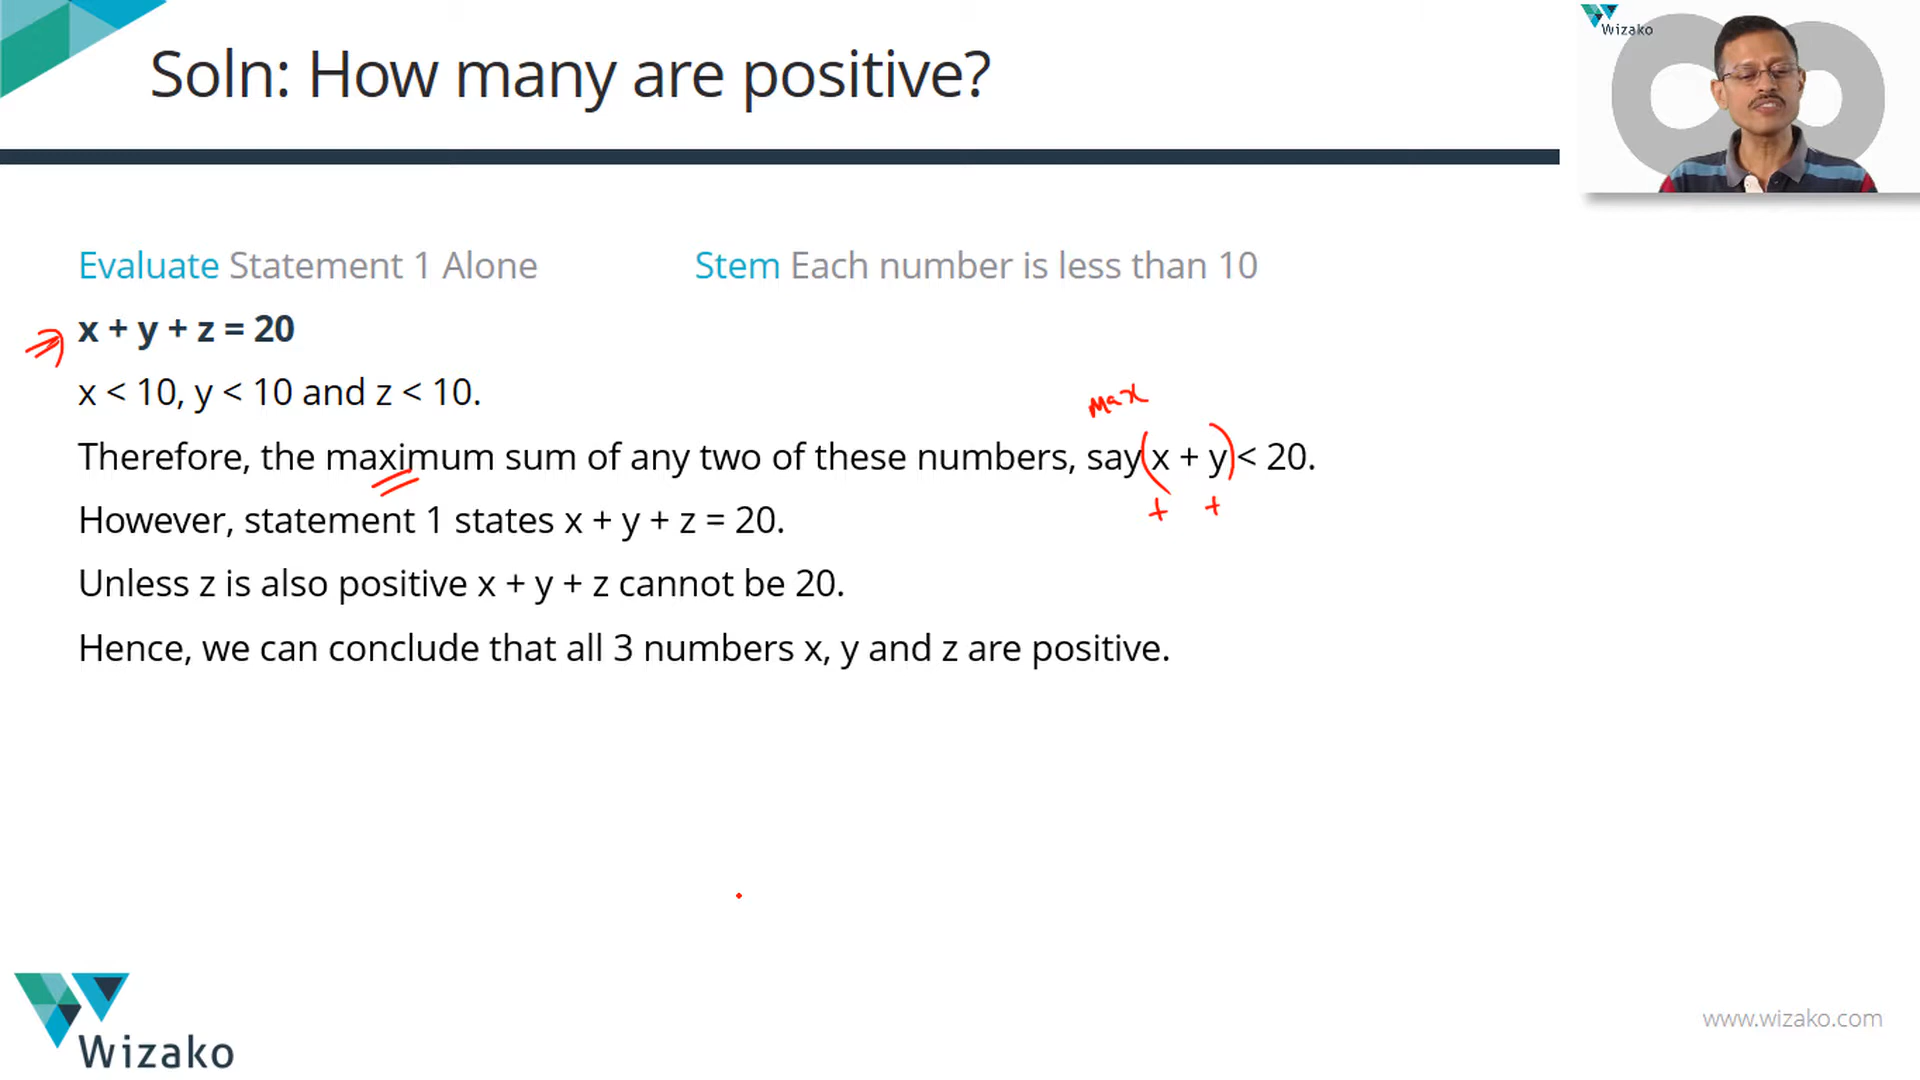 Soln: How many are positive?
Wizako
Evaluate Statement 1 Alone
Stem Each number is less than 10
x + y + z = 20
x < 10, y < 10 and z < 10.
Max
Therefore, the maximum sum of any two of these numbers, say (x + y) < 20.
+ +
However, statement 1 states x + y + z = 20.
Unless z is also positive x + y + z cannot be 20.
Hence, we can conclude that all 3 numbers x, y and z are positive.
Wizako
www.wizako.com